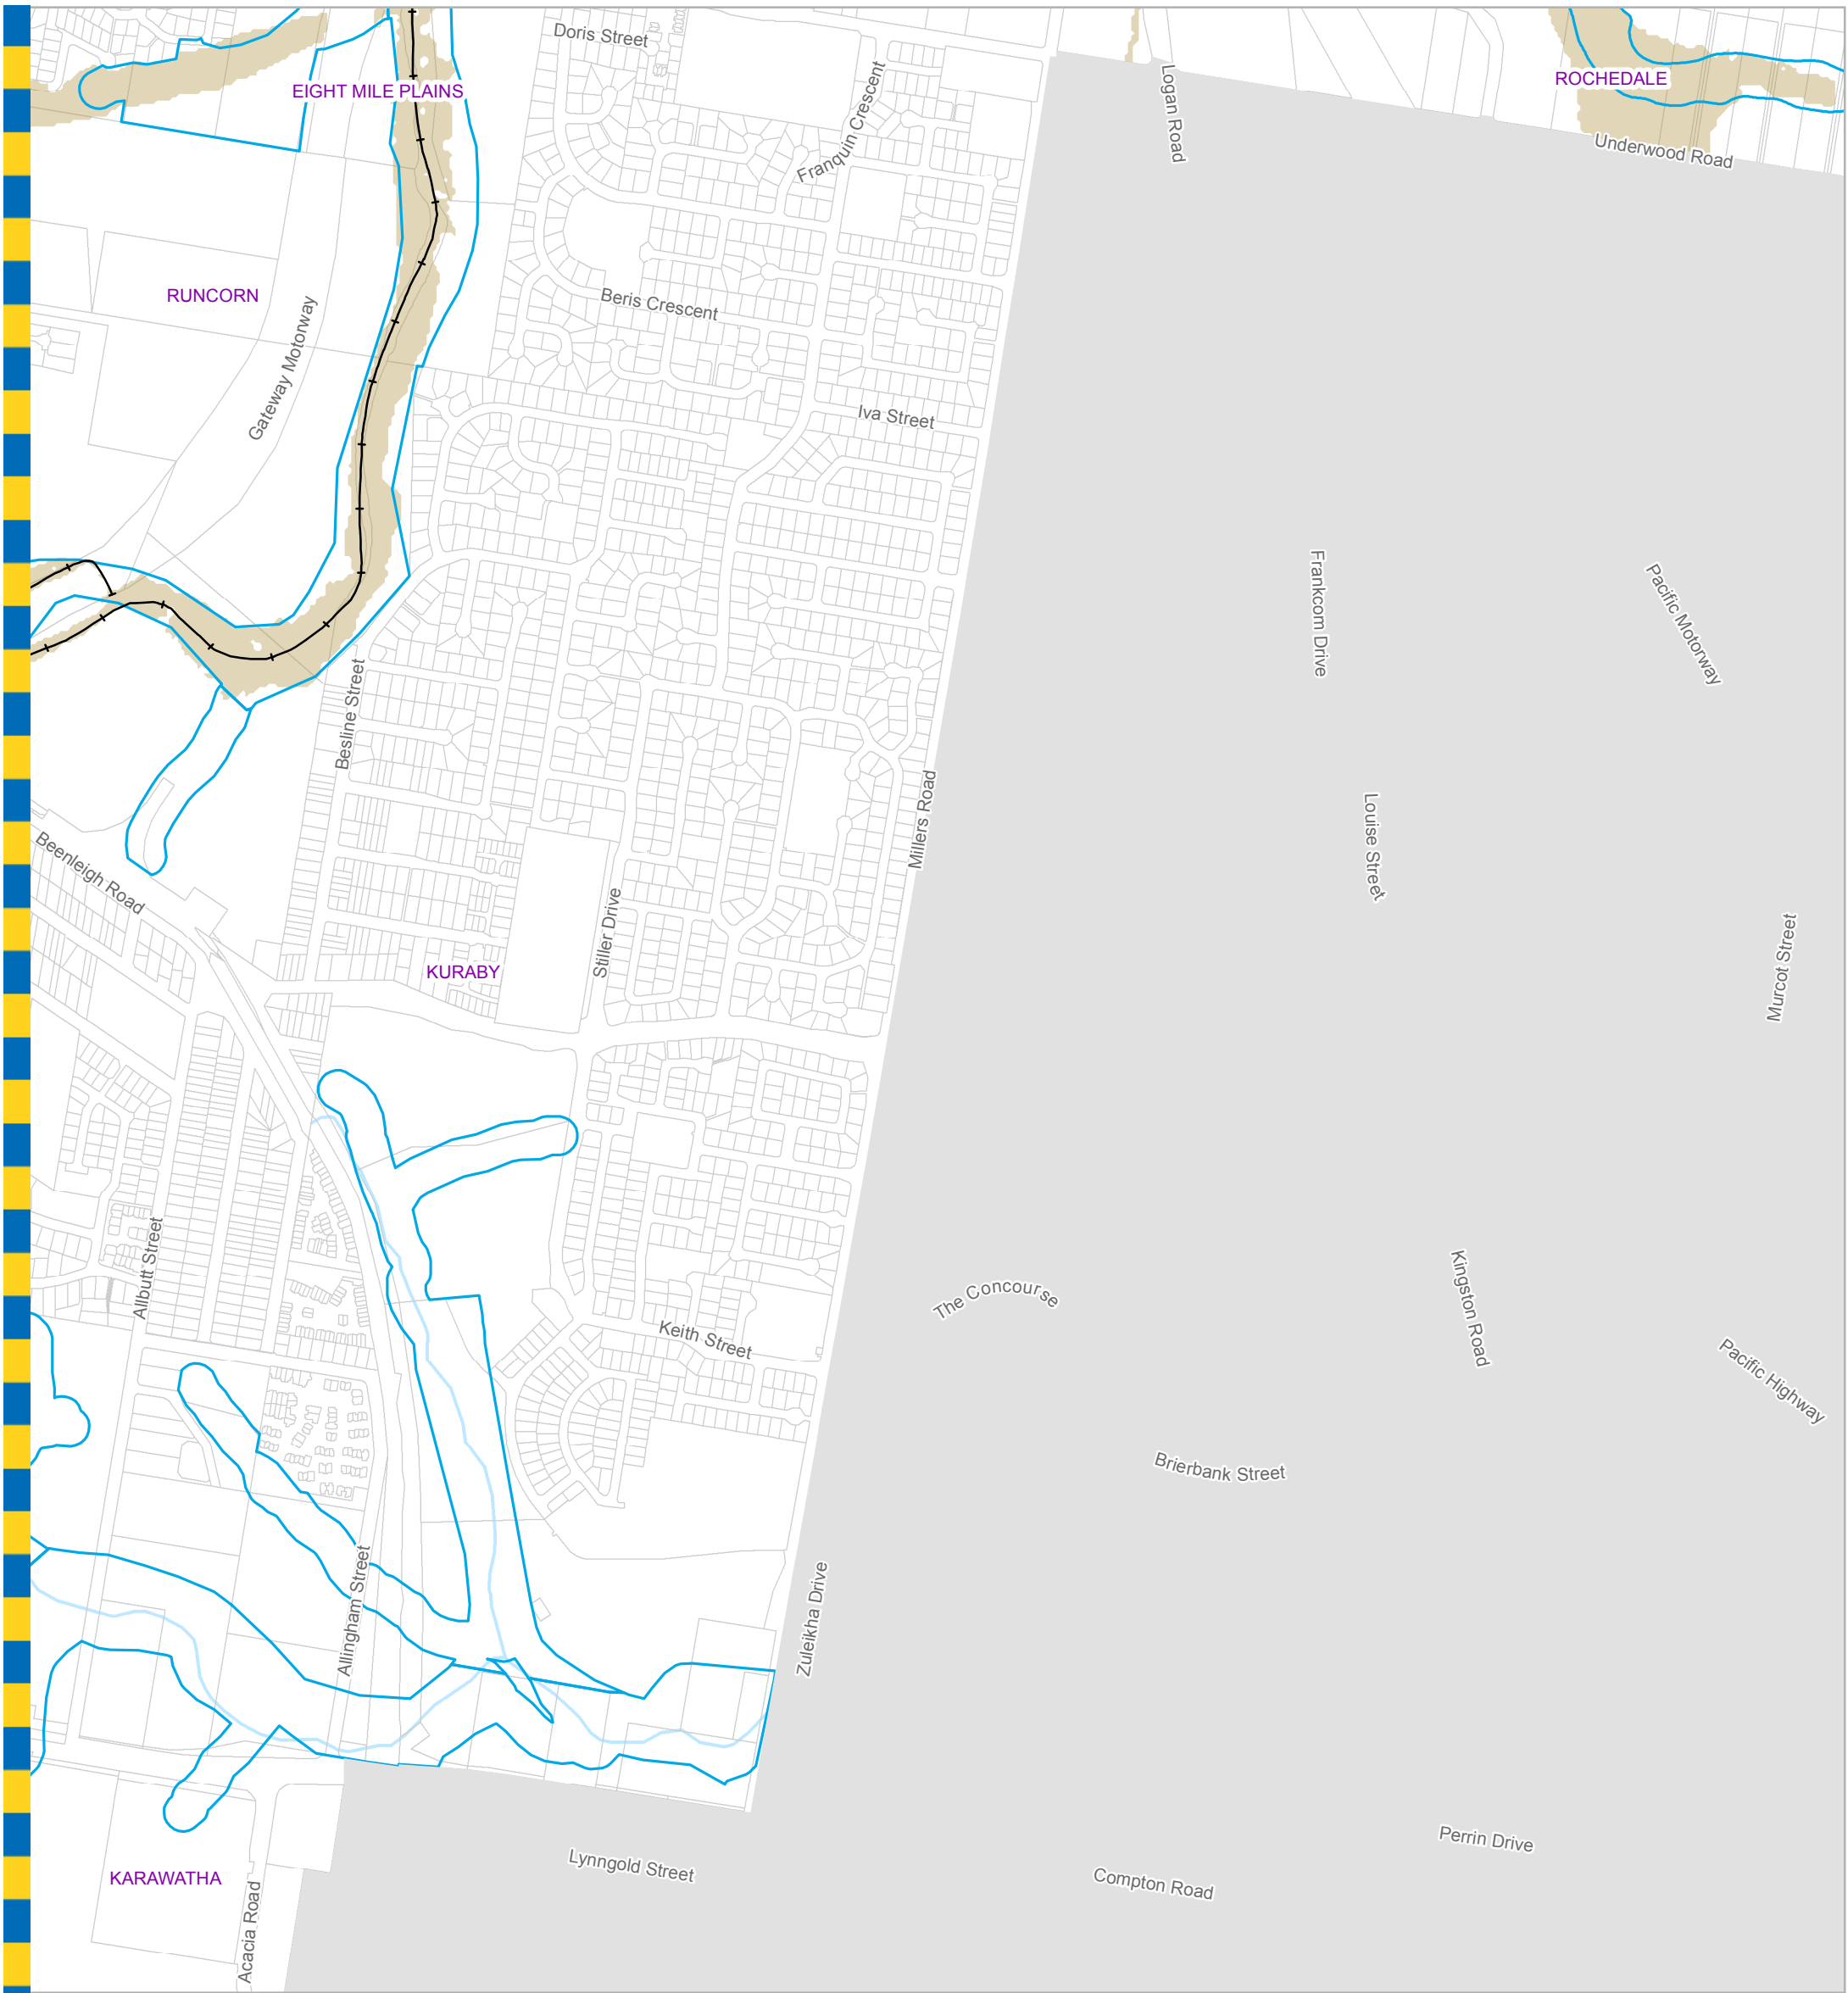 Doris Street
Franquin Crescent
Logan Road
ROCHEDALE
EIGHT MILE PLAINS
Underwood Road
RUNCORN
Gateway Motorway
Beris Crescent
Iva Street
Frankcom Drive
Pacific Motorway
Besline Street
Millers Road
Louise Street
Beenleigh Road
Stiller Drive
KURABY
Murcot Street
Allbutt Street
The Concourse
Keith Street
Kingston Road
Pacific Highway
Brierbank Street
Allingham Street
Zuleikha Drive
Lynngold Street
Compton Road
Perrin Drive
KARAWATHA
Acacia Road